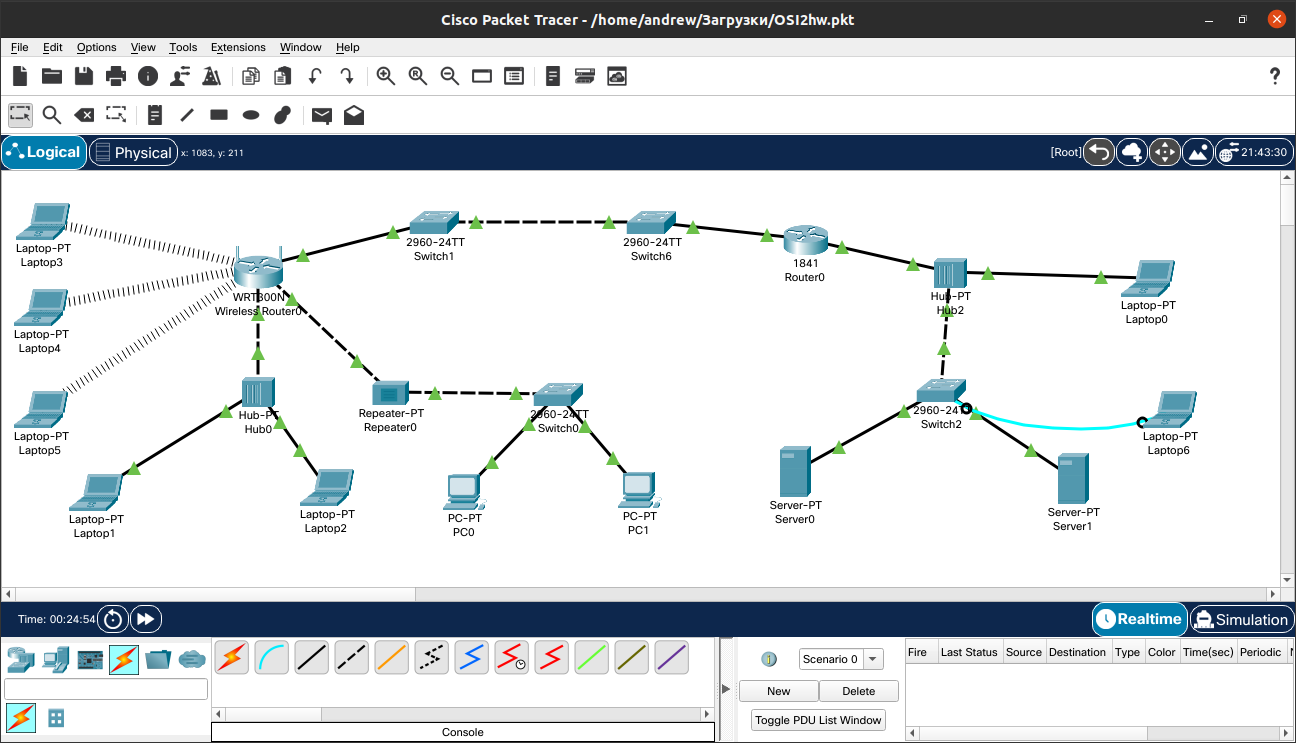 Cisco Packet Tracer - /home/andrew/Загрузки/OSI2hw.pkt
File Edit Options View Tools Extensions Window Help
Logical Physical x: 1083, y: 211 [Root] 21:43:30
Laptop-PT
Laptop3
Laptop-PT
Laptop4
Laptop-PT
Laptop5
WRT300N
Wireless Router0
2960-24TT
Switch1
2960-24TT
Switch6
1841
Router0
Hub-PT
Hub2
Laptop-PT
Laptop0
Hub-PT
Hub0
Repeater-PT
Repeater0
2960-24TT
Switch0
2960-24TT
Switch2
Laptop-PT
Laptop6
Laptop-PT
Laptop1
Laptop-PT
Laptop2
PC-PT
PC0
PC-PT
PC1
Server-PT
Server0
Server-PT
Server1
Time: 00:24:54 Realtime Simulation
Scenario 0
New Delete
Toggle PDU List Window
Fire Last Status Source Destination Type Color Time(sec) Periodic
Console